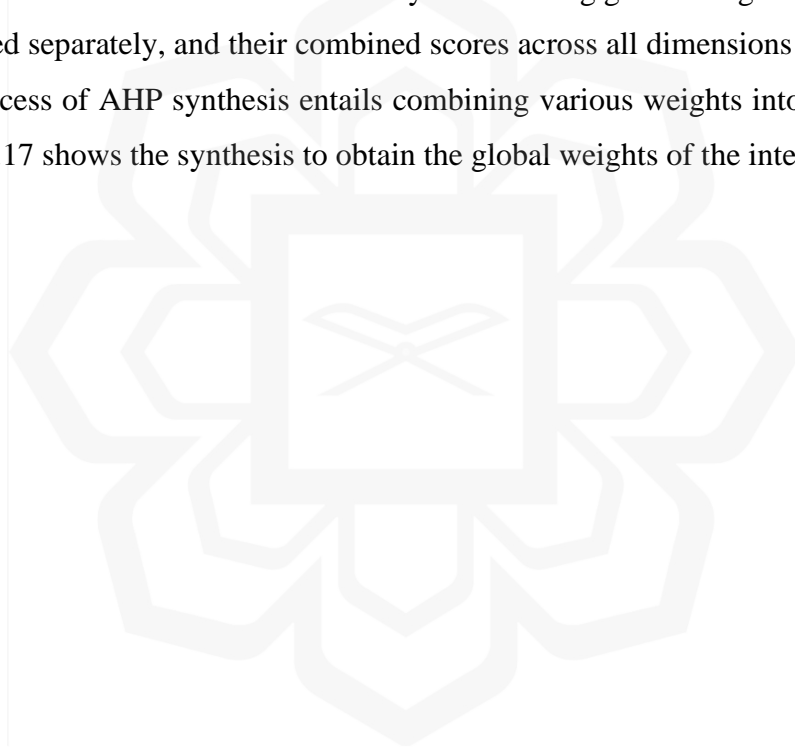 ed separately, and their combined scores across all dimensions
cess of AHP synthesis entails combining various weights into
17 shows the synthesis to obtain the global weights of the inte